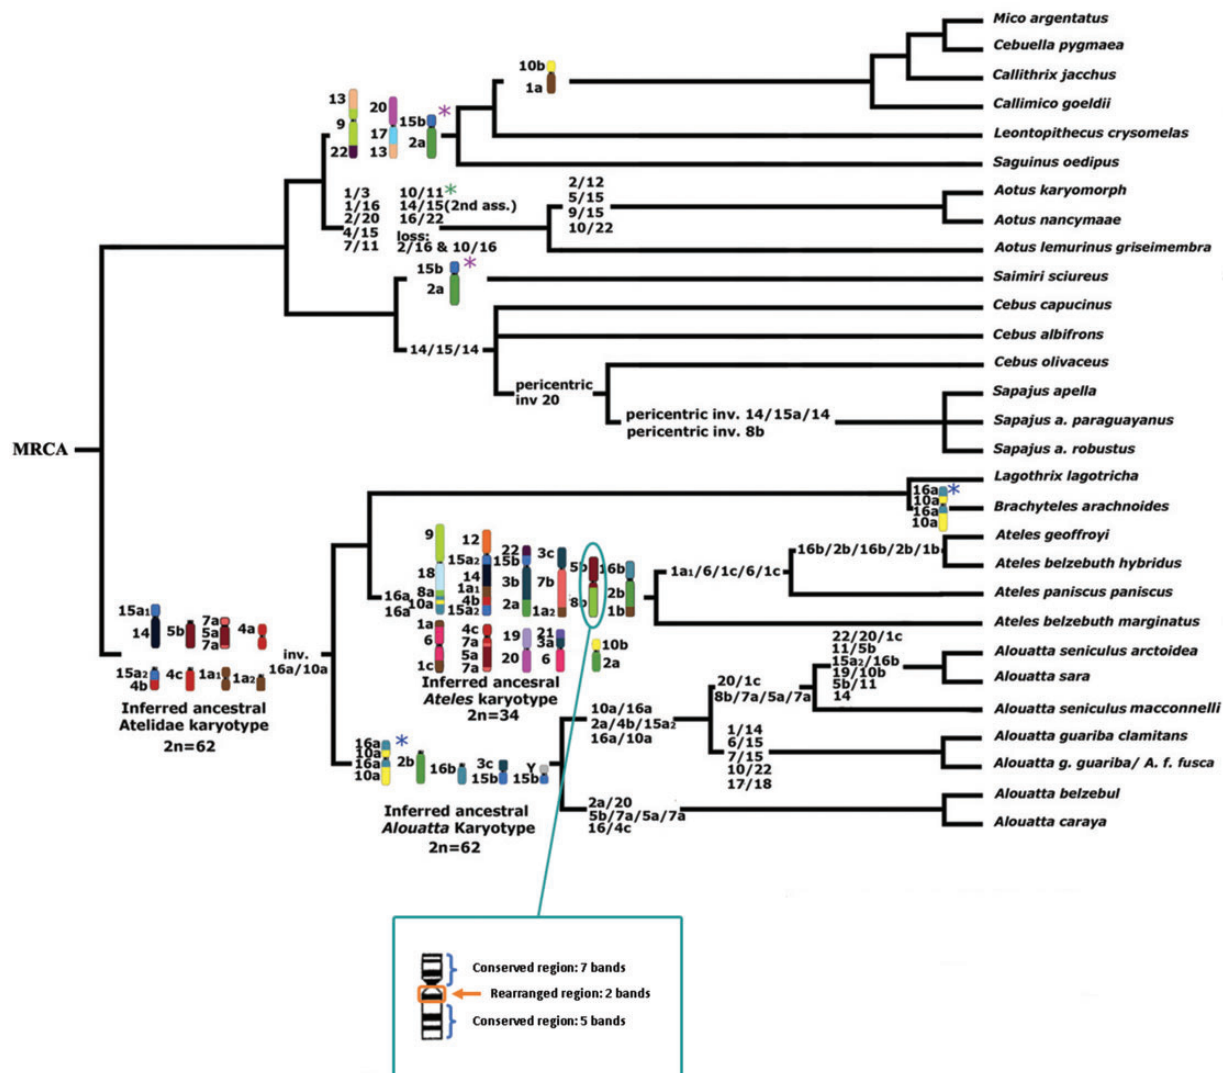 Mico argentatus
Cebuella pygmaea
Callithrix jacchus
Callimico goeldii
Leontopithecus crysomelas
Saguinus oedipus
Aotus karyomorph
Aotus nancymaae
Aotus lemurinus griseimembra
Saimiri sciureus
Cebus capucinus
Cebus albifrons
Cebus olivaceus
Sapajus apella
Sapajus a. paraguayanus
Sapajus a. robustus
Lagothrix lagotricha
Brachyteles arachnoides
Ateles geoffroyi
Ateles belzebuth hybridus
Ateles paniscus paniscus
Ateles belzebuth marginatus
Alouatta seniculus arctoidea
Alouatta sara
Alouatta seniculus macconnelli
Alouatta guariba clamitans
Alouatta g. guariba/ A. f. fusca
Alouatta belzebul
Alouatta caraya
10b
1a
13
9
22
20
17
13
15b *
2a
1/3
1/16
2/20
4/15
7/11
10/11 *
14/15(2nd ass.)
16/22
loss:
2/16 & 10/16
2/12
5/15
9/15
10/22
15b *
2a
14/15/14
pericentric
inv 20
pericentric inv. 14/15a/14
pericentric inv. 8b
MRCA
16a *
10a
16a
10a
9
18
8a
16a 10a
16a
12
15a2
14
1a1
4b
15a2
22
15b
3b
2a
3c
7b
1a2
5b
8b
16b
2b
1b
1a
6
1c
4c
7a
5a
7a
19
20
21
3a
6
10b
2a
Inferred ancesral
Ateles karyotype
2n=34
1a1/6/1c/6/1c
16b/2b/16b/2b/1b
15a1
14
5b
7a
5a
7a
4a
15a2
4b
4c
1a1
1a2
Inferred ancestral
Atelidae karyotype
2n=62
inv.
16a/10a
16a *
10a
16a
10a
2b
16b
3c
15b
Y
15b
Inferred ancestral
Alouatta Karyotype
2n=62
10a/16a
2a/4b/15a2
16a/10a
20/1c
8b/7a/5a/7a
22/20/1c
11/5b
15a2/16b
19/10b
5b/11
14
1/14
6/15
7/15
10/22
17/18
2a/20
5b/7a/5a/7a
16/4c
Conserved region: 7 bands
Rearranged region: 2 bands
Conserved region: 5 bands